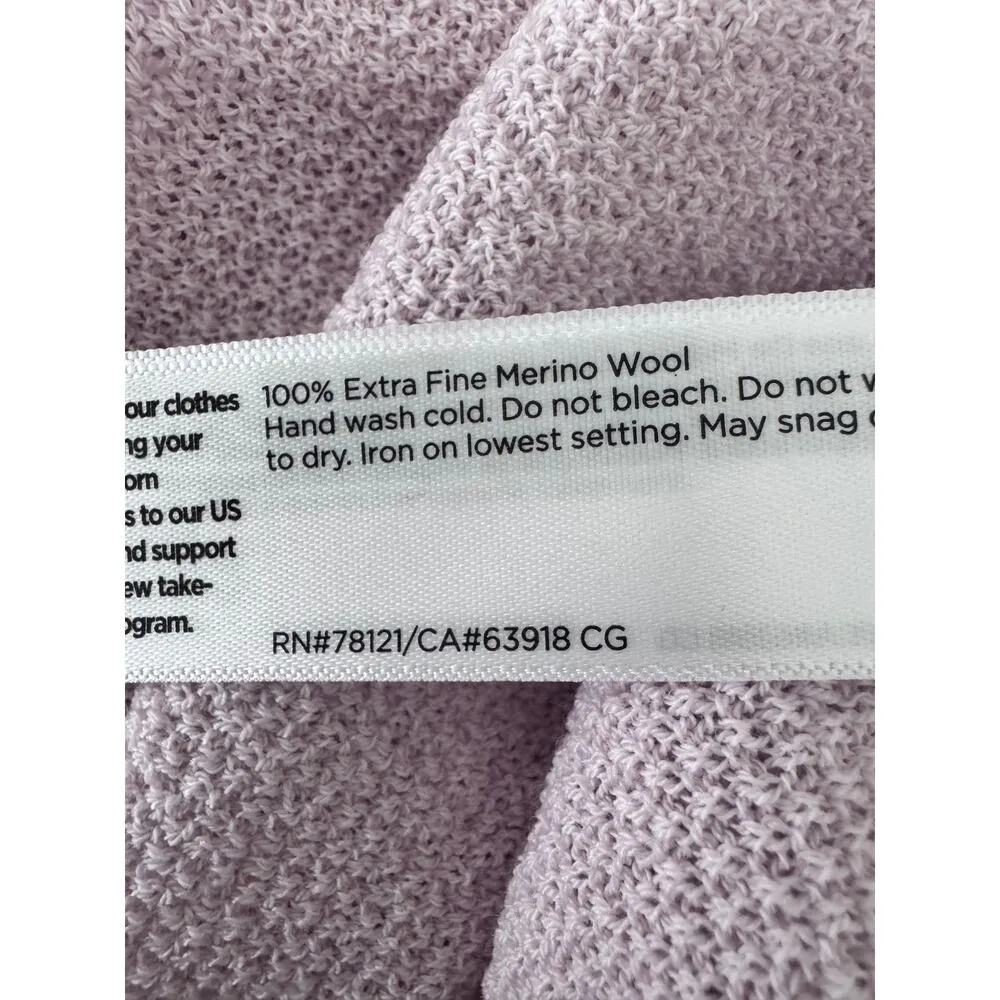 our clothes
ng your
orn
s to our US
nd support
ew take-
ogram.
100% Extra Fine Merino Wool
Hand wash cold. Do not bleach. Do not
to dry. Iron on lowest setting. May snag
RN#78121/CA#63918 CG